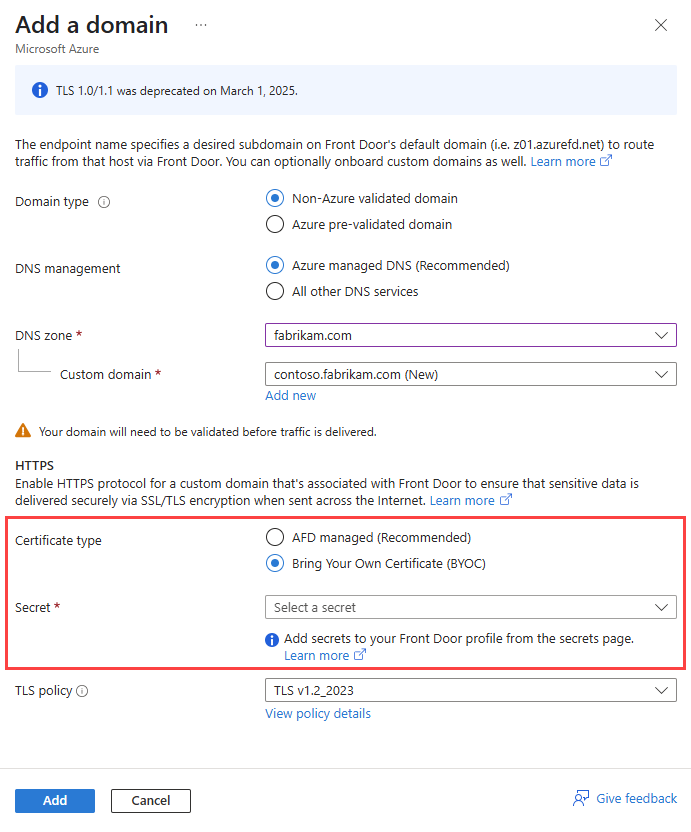 Add a domain ...
Microsoft Azure
TLS 1.0/1.1 was deprecated on March 1, 2025.
The endpoint name specifies a desired subdomain on Front Door's default domain (i.e. z01.azurefd.net) to route
traffic from that host via Front Door. You can optionally onboard custom domains as well. Learn more
Domain type
Non-Azure validated domain
Azure pre-validated domain
DNS management
Azure managed DNS (Recommended)
All other DNS services
DNS zone *
fabrikam.com
Custom domain *
contoso.fabrikam.com (New)
Add new
Your domain will need to be validated before traffic is delivered.
HTTPS
Enable HTTPS protocol for a custom domain that's associated with Front Door to ensure that sensitive data is
delivered securely via SSL/TLS encryption when sent across the Internet. Learn more
Certificate type
AFD managed (Recommended)
Bring Your Own Certificate (BYOC)
Secret *
Select a secret
Add secrets to your Front Door profile from the secrets page.
Learn more
TLS policy
TLS v1.2_2023
View policy details
Add
Cancel
Give feedback